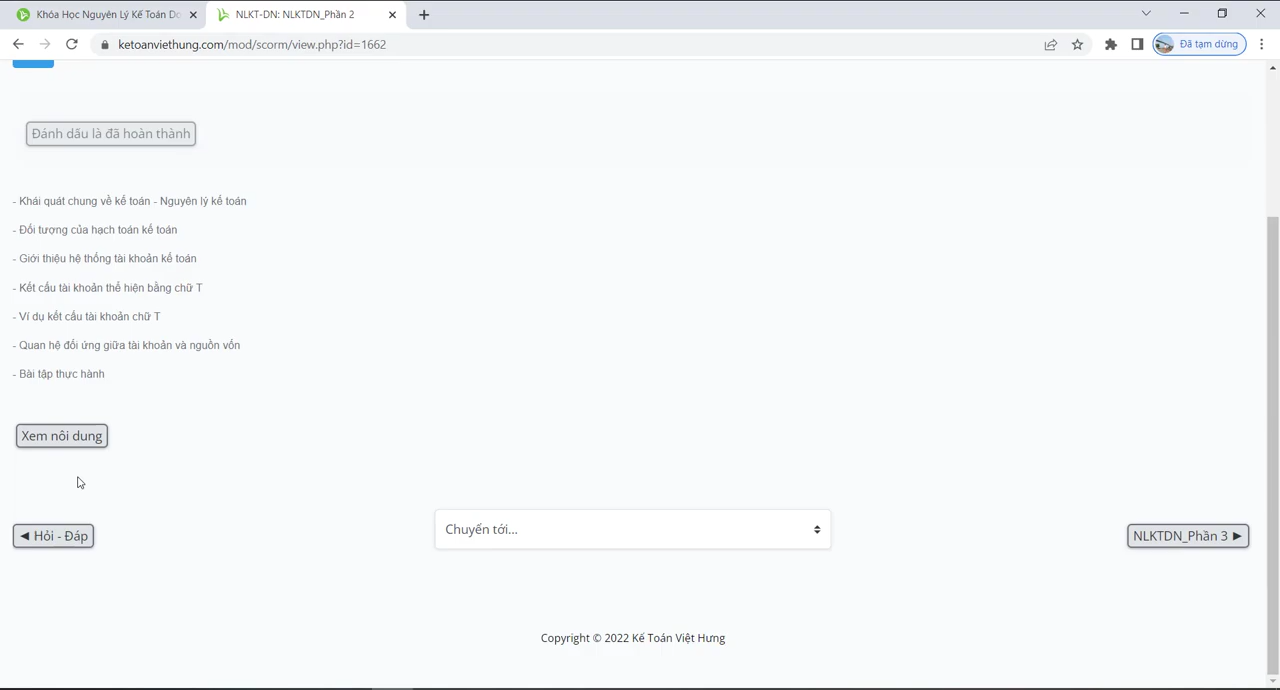 Khóa Học Nguyên Lý Kế Toán Do
NLKT-DN: NLKTDN_Phần 2
ketoanviethung.com/mod/scorm/view.php?id=1662
Đã tạm dừng
Đánh dấu là đã hoàn thành
- Khái quát chung về kế toán - Nguyên lý kế toán
- Đối tượng của hạch toán kế toán
- Giới thiệu hệ thống tài khoản kế toán
- Kết cấu tài khoản thể hiện bằng chữ T
- Ví dụ kết cấu tài khoản chữ T
- Quan hệ đối ứng giữa tài khoản và nguồn vốn
- Bài tập thực hành
Xem nôi dung
◄ Hỏi - Đáp
Chuyển tới...
NLKTDN_Phần 3 ►
Copyright © 2022 Kế Toán Việt Hưng